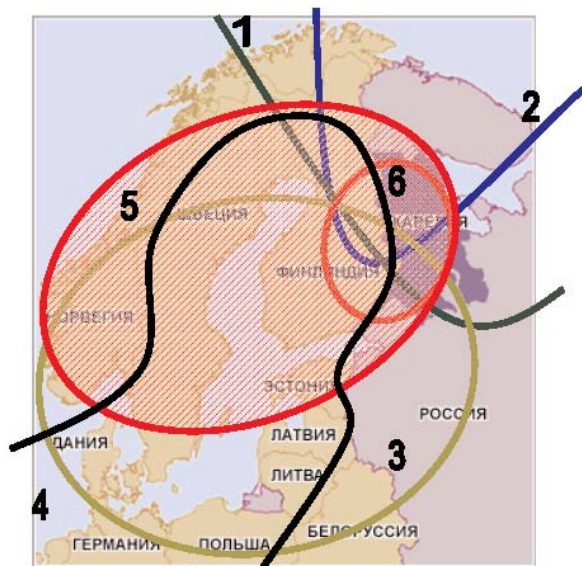 1
2
6
5
ШВЕЦИЯ
КАРЕЛИЯ
ФИНЛЯНДИЯ
НОРВЕГИЯ
ЭСТОНИЯ
РОССИЯ
ДАНИЯ
ЛАТВИЯ
3
ЛИТВА
4
БЕЛОРУССИЯ
ГЕРМАНИЯ
ПОЛЬША